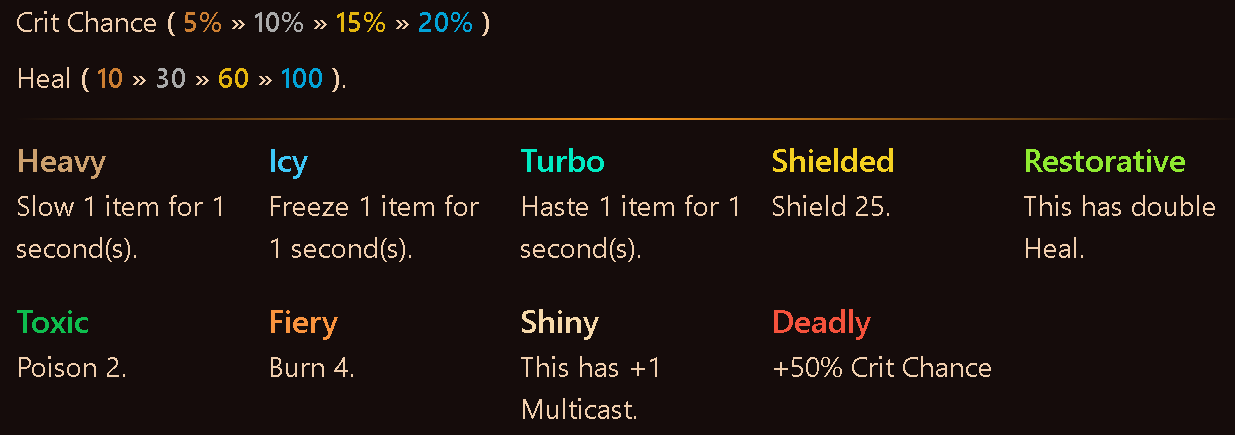 Crit Chance ( 5% » 10% » 15% » 20% )
Heal ( 10 » 30 » 60 » 100 ).
Heavy
Slow 1 item for 1
second(s).
Icy
Freeze 1 item for
1 second(s).
Turbo
Haste 1 item for 1
second(s).
Shielded
Shield 25.
Restorative
This has double
Heal.
Toxic
Poison 2.
Fiery
Burn 4.
Shiny
This has +1
Multicast.
Deadly
+50% Crit Chance